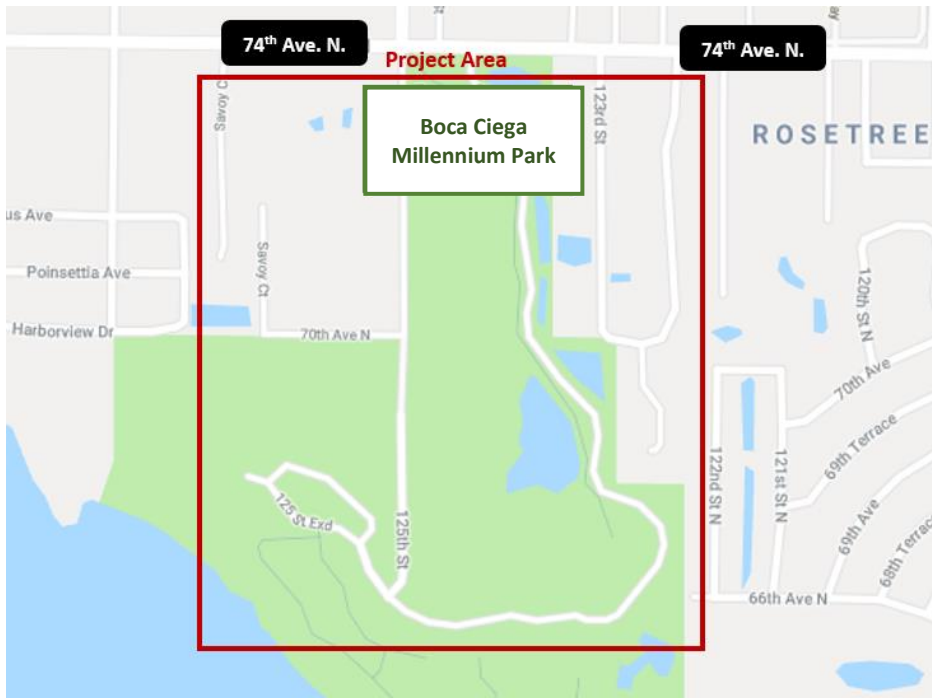 St
74th Ave. N.
74th Ave. N.
Project Area
Boca Ciega
Millennium Park
Savoy Ct
123rd St
ROSETREE
us Ave
Savoy Ct
Poinsettia Ave
120th St N
Harborview Dr
70th Ave N
70th Ave
69th Terrace
122nd St N
121st St N
125 St Exd
125th St
69th Ave
68th Terrace
66th Ave N